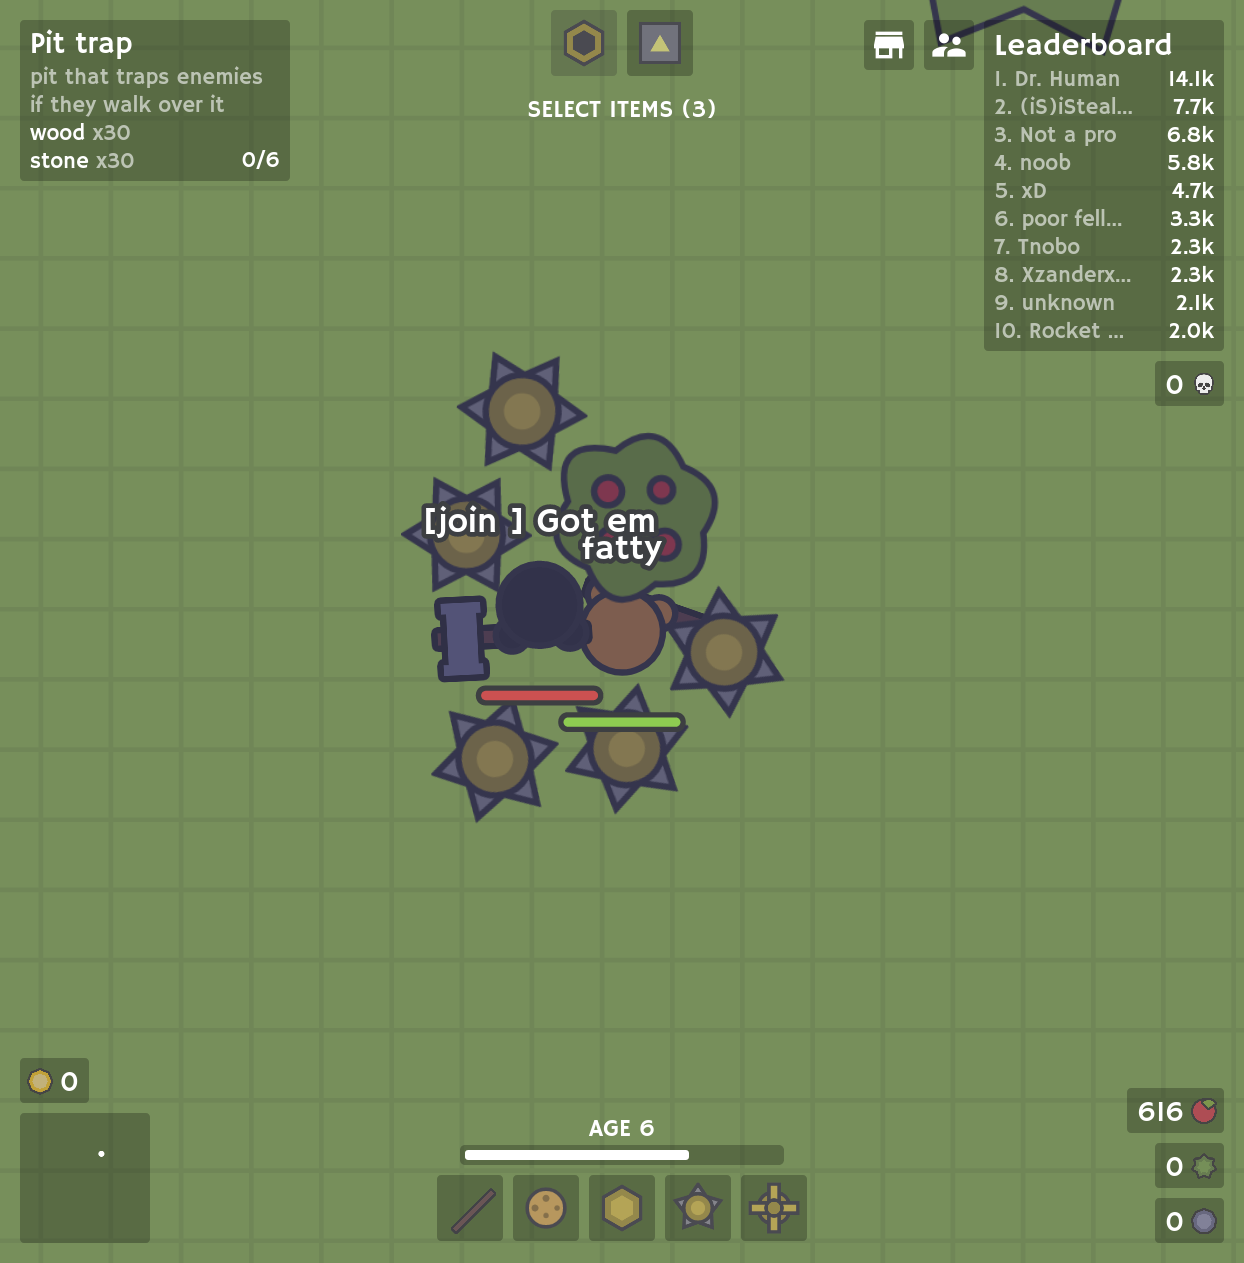 Pit trap
pit that traps enemies
if they walk over it
wood x30
stone x30 0/6
SELECT ITEMS (3)
Leaderboard
1. Dr. Human 14.1k
2. (iS)iSteal... 7.7k
3. Not a pro 6.8k
4. noob 5.8k
5. xD 4.7k
6. poor fell... 3.3k
7. Tnobo 2.3k
8. Xzanderx... 2.3k
9. unknown 2.1k
10. Rocket ... 2.0k
0
[join ] Got em
fatty
0
AGE 6
616
0
0